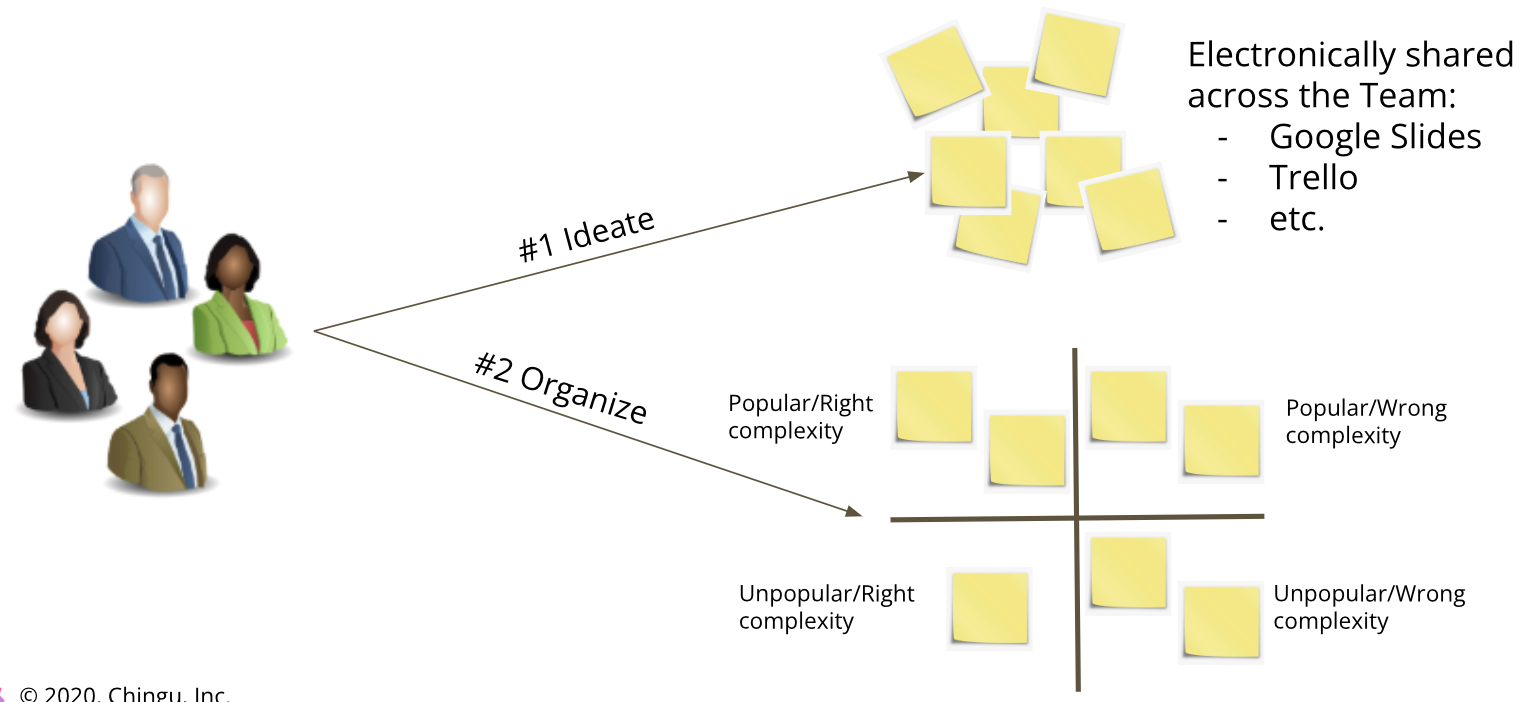 Electronically shared
across the Team:
- Google Slides
- Trello
- etc.
#1 Ideate
#2 Organize
Popular/Right
complexity
Popular/Wrong
complexity
Unpopular/Right
complexity
Unpopular/Wrong
complexity
© 2020, Chingu, Inc.